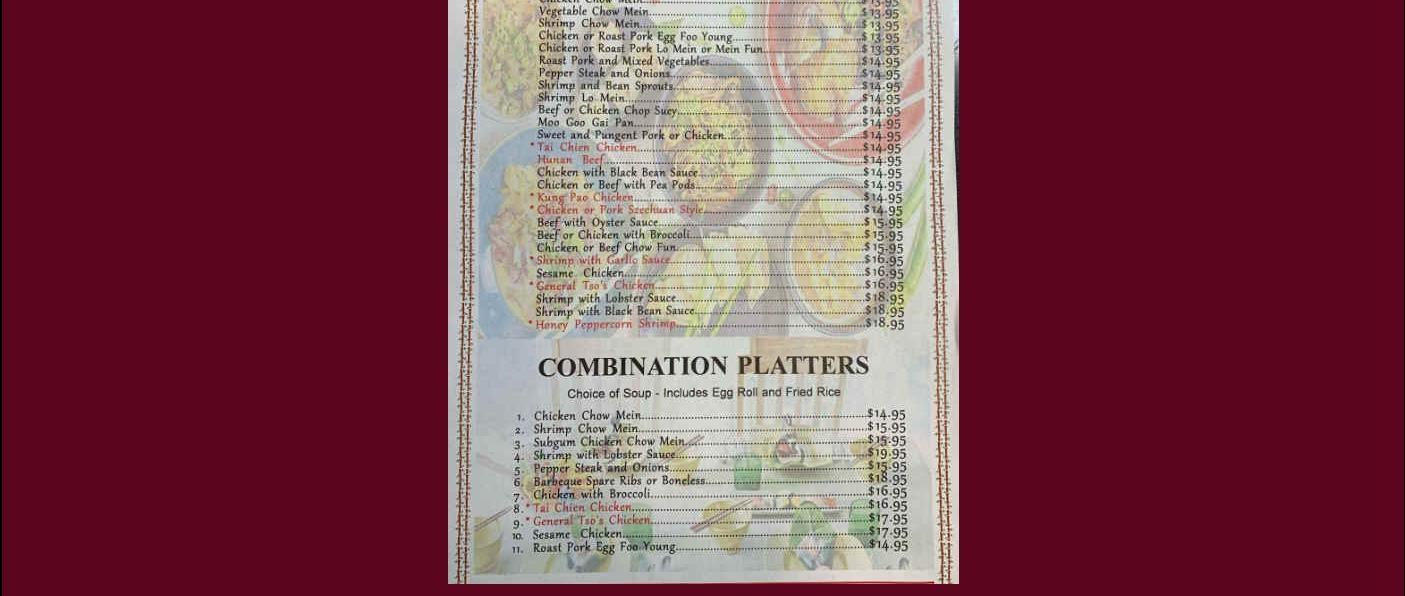 Chicken Chow Mein $13.95
Vegetable Chow Mein $13.95
Shrimp Chow Mein $13.95
Chicken or Roast Pork Egg Foo Young $13.95
Chicken or Roast Pork Lo Mein or Mein Fun $13.95
Roast Pork and Mixed Vegetables $14.95
Pepper Steak and Onions $14.95
Shrimp and Bean Sprouts $14.95
Shrimp Lo Mein $14.95
Beef or Chicken Chop Suey $14.95
Moo Goo Gai Pan $14.95
Sweet and Pungent Pork or Chicken $14.95
* Tai Chien Chicken $14.95
Hunan Beef $14.95
Chicken with Black Bean Sauce $14.95
Chicken or Beef with Pea Pods $14.95
* Kung Pao Chicken $14.95
* Chicken or Pork Szechuan Style $14.95
Beef with Oyster Sauce $15.95
Beef or Chicken with Broccoli $15.95
Chicken or Beef Chow Fun $15.95
* Shrimp with Garlic Sauce $16.95
Sesame Chicken $16.95
* General Tso's Chicken $16.95
Shrimp with Lobster Sauce $18.95
Shrimp with Black Bean Sauce $18.95
* Honey Peppercorn Shrimp $18.95
COMBINATION PLATTERS
Choice of Soup - Includes Egg Roll and Fried Rice
1. Chicken Chow Mein $14.95
2. Shrimp Chow Mein $15.95
3. Subgum Chicken Chow Mein $15.95
4. Shrimp with Lobster Sauce $19.95
5. Pepper Steak and Onions $15.95
6. Barbeque Spare Ribs or Boneless $18.95
7. Chicken with Broccoli $16.95
8. * Tai Chien Chicken $16.95
9. * General Tso's Chicken $17.95
10. Sesame Chicken $17.95
11. Roast Pork Egg Foo Young $14.95